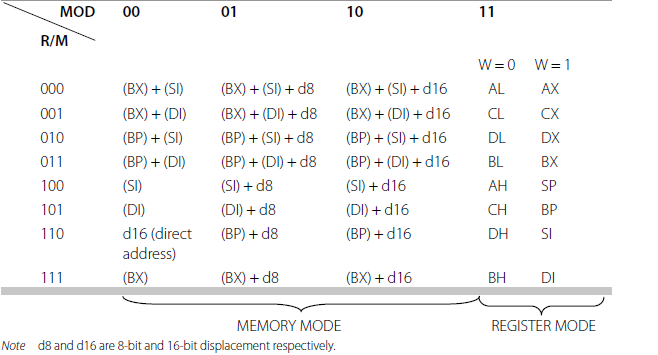 MOD 00 01 10 11
R/M
W = 0 W = 1
000 (BX) + (SI) (BX) + (SI) + d8 (BX) + (SI) + d16 AL AX
001 (BX) + (DI) (BX) + (DI) + d8 (BX) + (DI) + d16 CL CX
010 (BP) + (SI) (BP) + (SI) + d8 (BP) + (SI) + d16 DL DX
011 (BP) + (DI) (BP) + (DI) + d8 (BP) + (DI) + d16 BL BX
100 (SI) (SI) + d8 (SI) + d16 AH SP
101 (DI) (DI) + d8 (DI) + d16 CH BP
110 d16 (direct (BP) + d8 (BP) + d16 DH SI
address)
111 (BX) (BX) + d8 (BX) + d16 BH DI
MEMORY MODE REGISTER MODE
Note d8 and d16 are 8-bit and 16-bit displacement respectively.